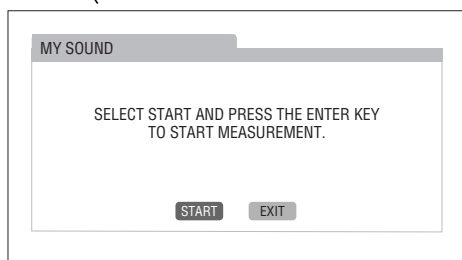 MY SOUND
SELECT START AND PRESS THE ENTER KEY
TO START MEASUREMENT.
START EXIT